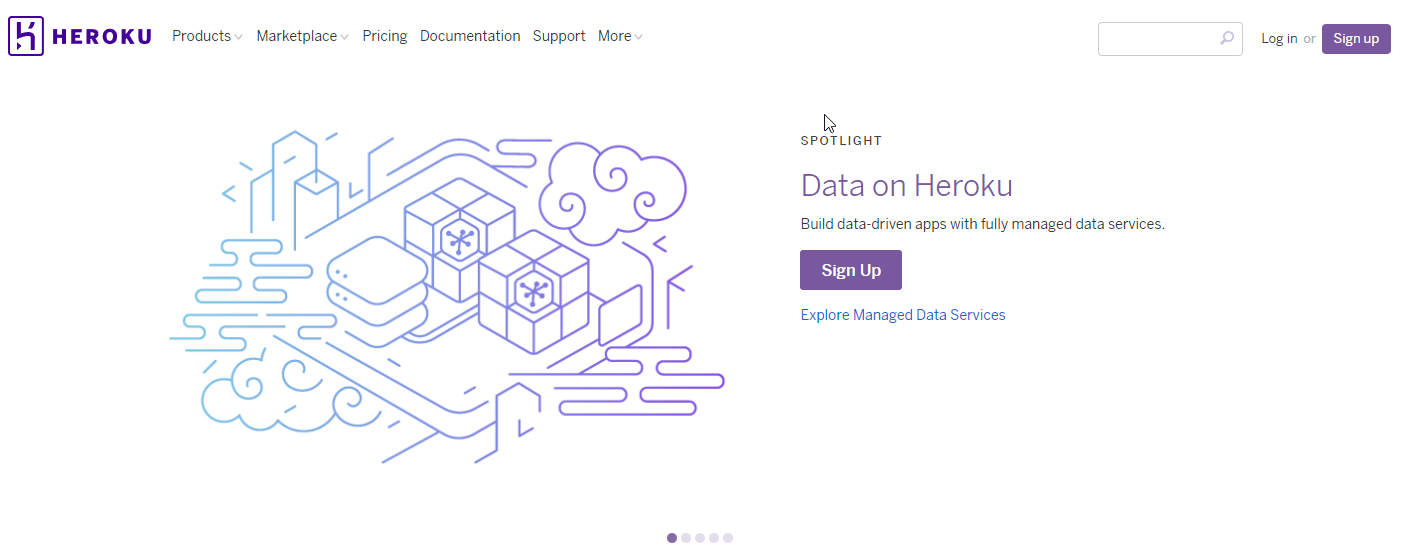 HEROKU Products Marketplace Pricing Documentation Support More Log in or Sign up
SPOTLIGHT
Data on Heroku
Build data-driven apps with fully managed data services.
Sign Up
Explore Managed Data Services